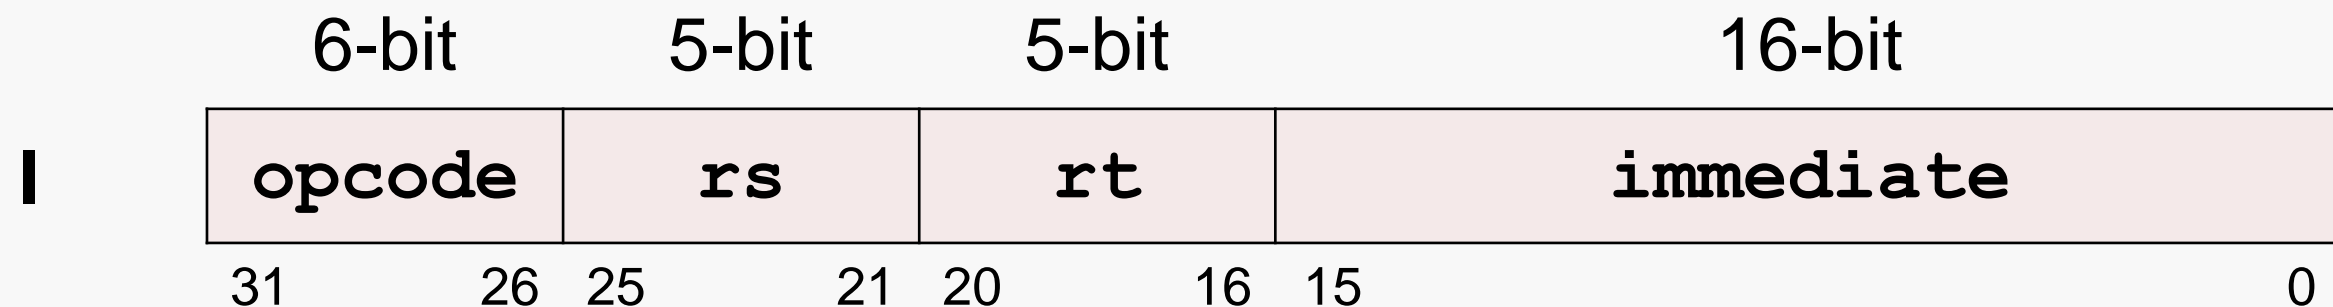 6-bit 5-bit 5-bit 16-bit
I opcode rs rt immediate
31 26 25 21 20 16 15 0